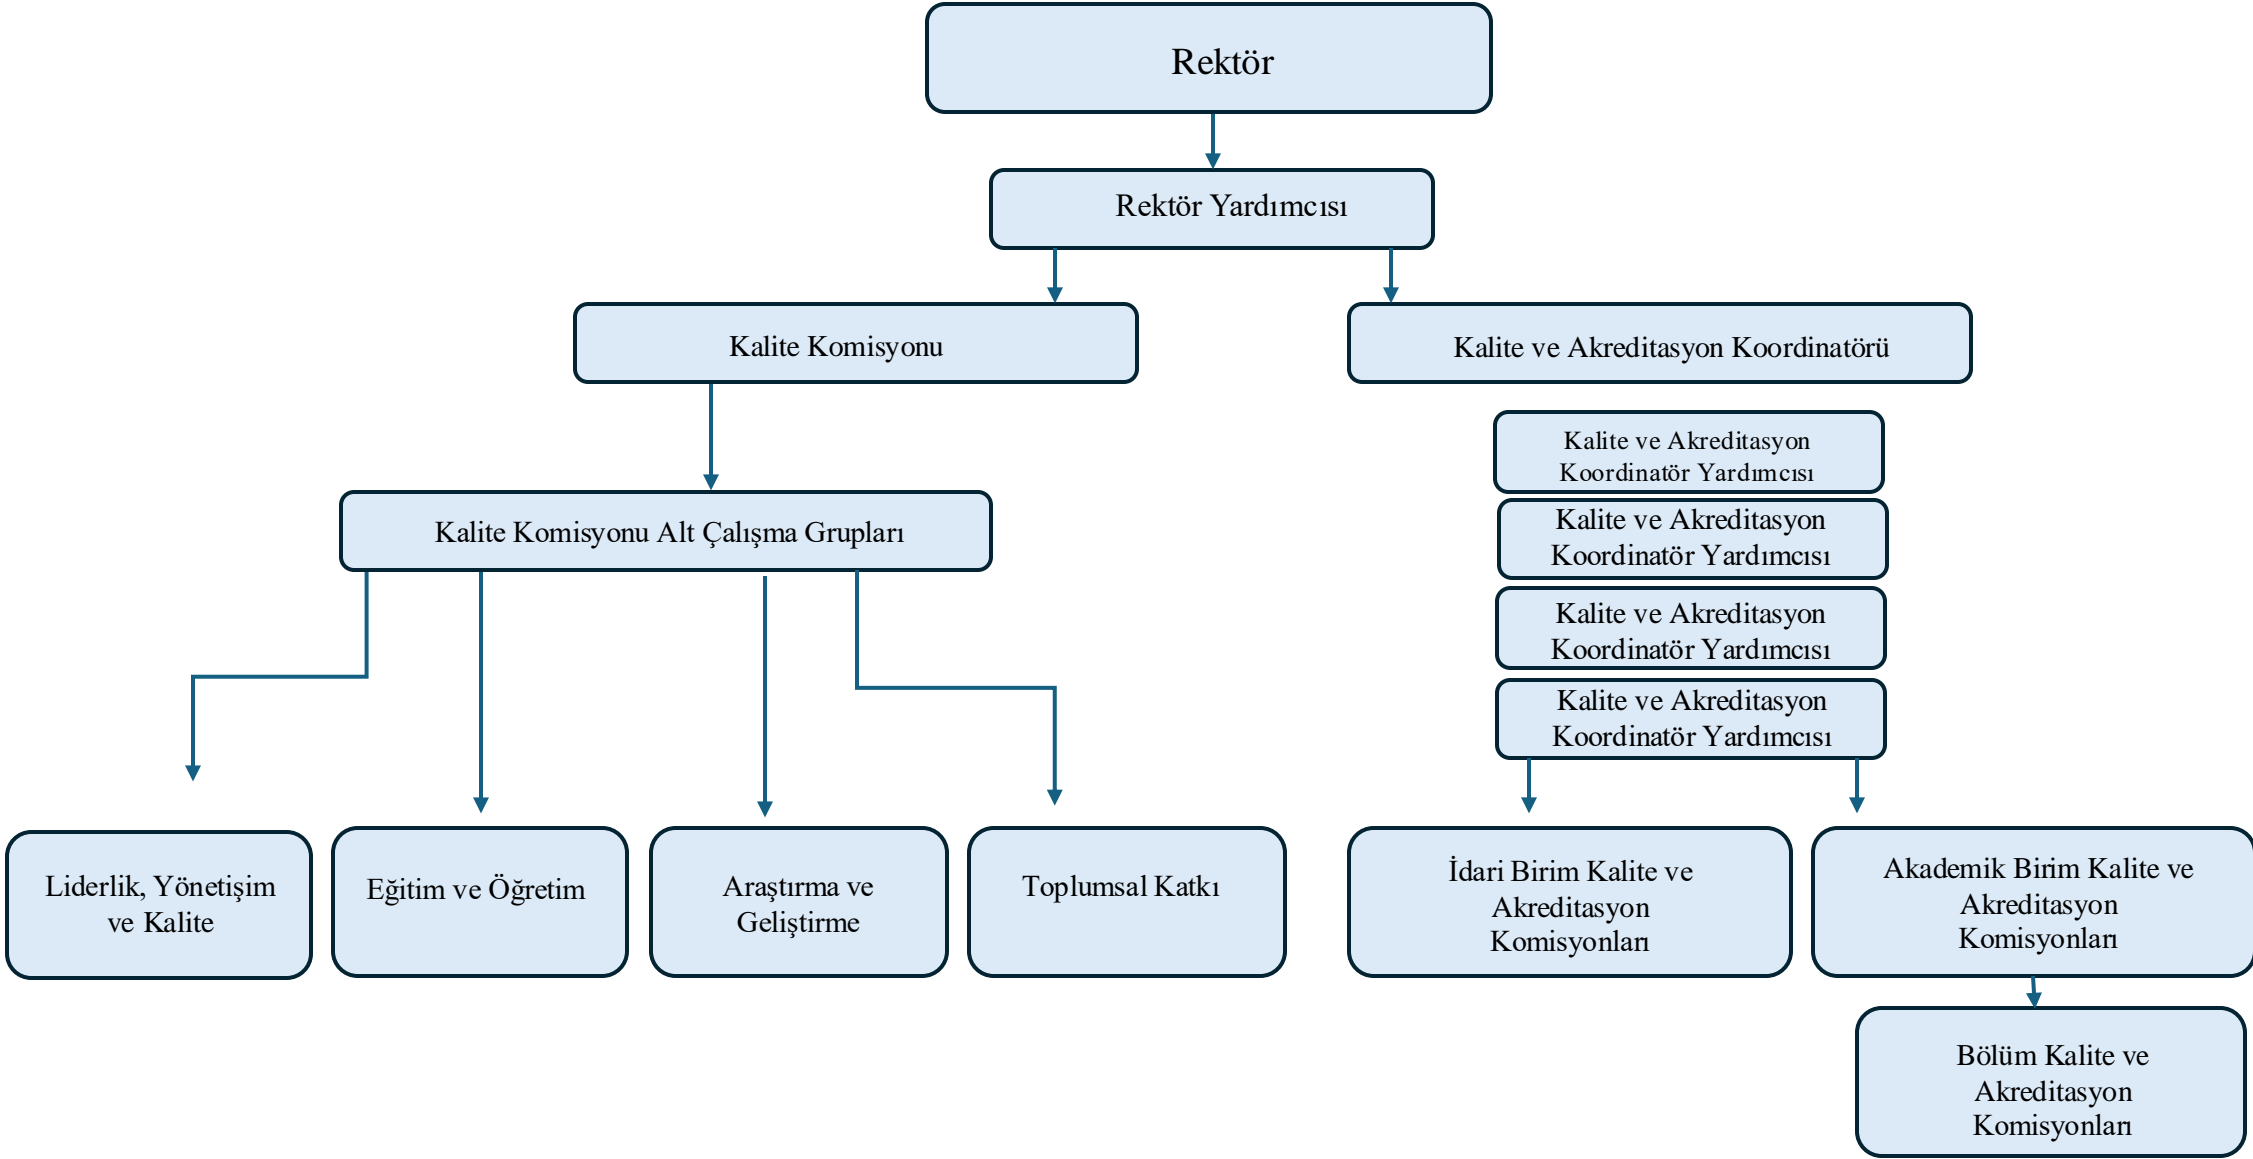 Rektör
Rektör Yardımcısı
Kalite Komisyonu
Kalite ve Akreditasyon Koordinatörü
Kalite ve Akreditasyon
Koordinatör Yardımcısı
Kalite ve Akreditasyon
Koordinatör Yardımcısı
Kalite ve Akreditasyon
Koordinatör Yardımcısı
Kalite ve Akreditasyon
Koordinatör Yardımcısı
Kalite Komisyonu Alt Çalışma Grupları
Liderlik, Yönetişim
ve Kalite
Eğitim ve Öğretim
Araştırma ve
Geliştirme
Toplumsal Katkı
İdari Birim Kalite ve
Akreditasyon
Komisyonları
Akademik Birim Kalite ve
Akreditasyon
Komisyonları
Bölüm Kalite ve
Akreditasyon
Komisyonları